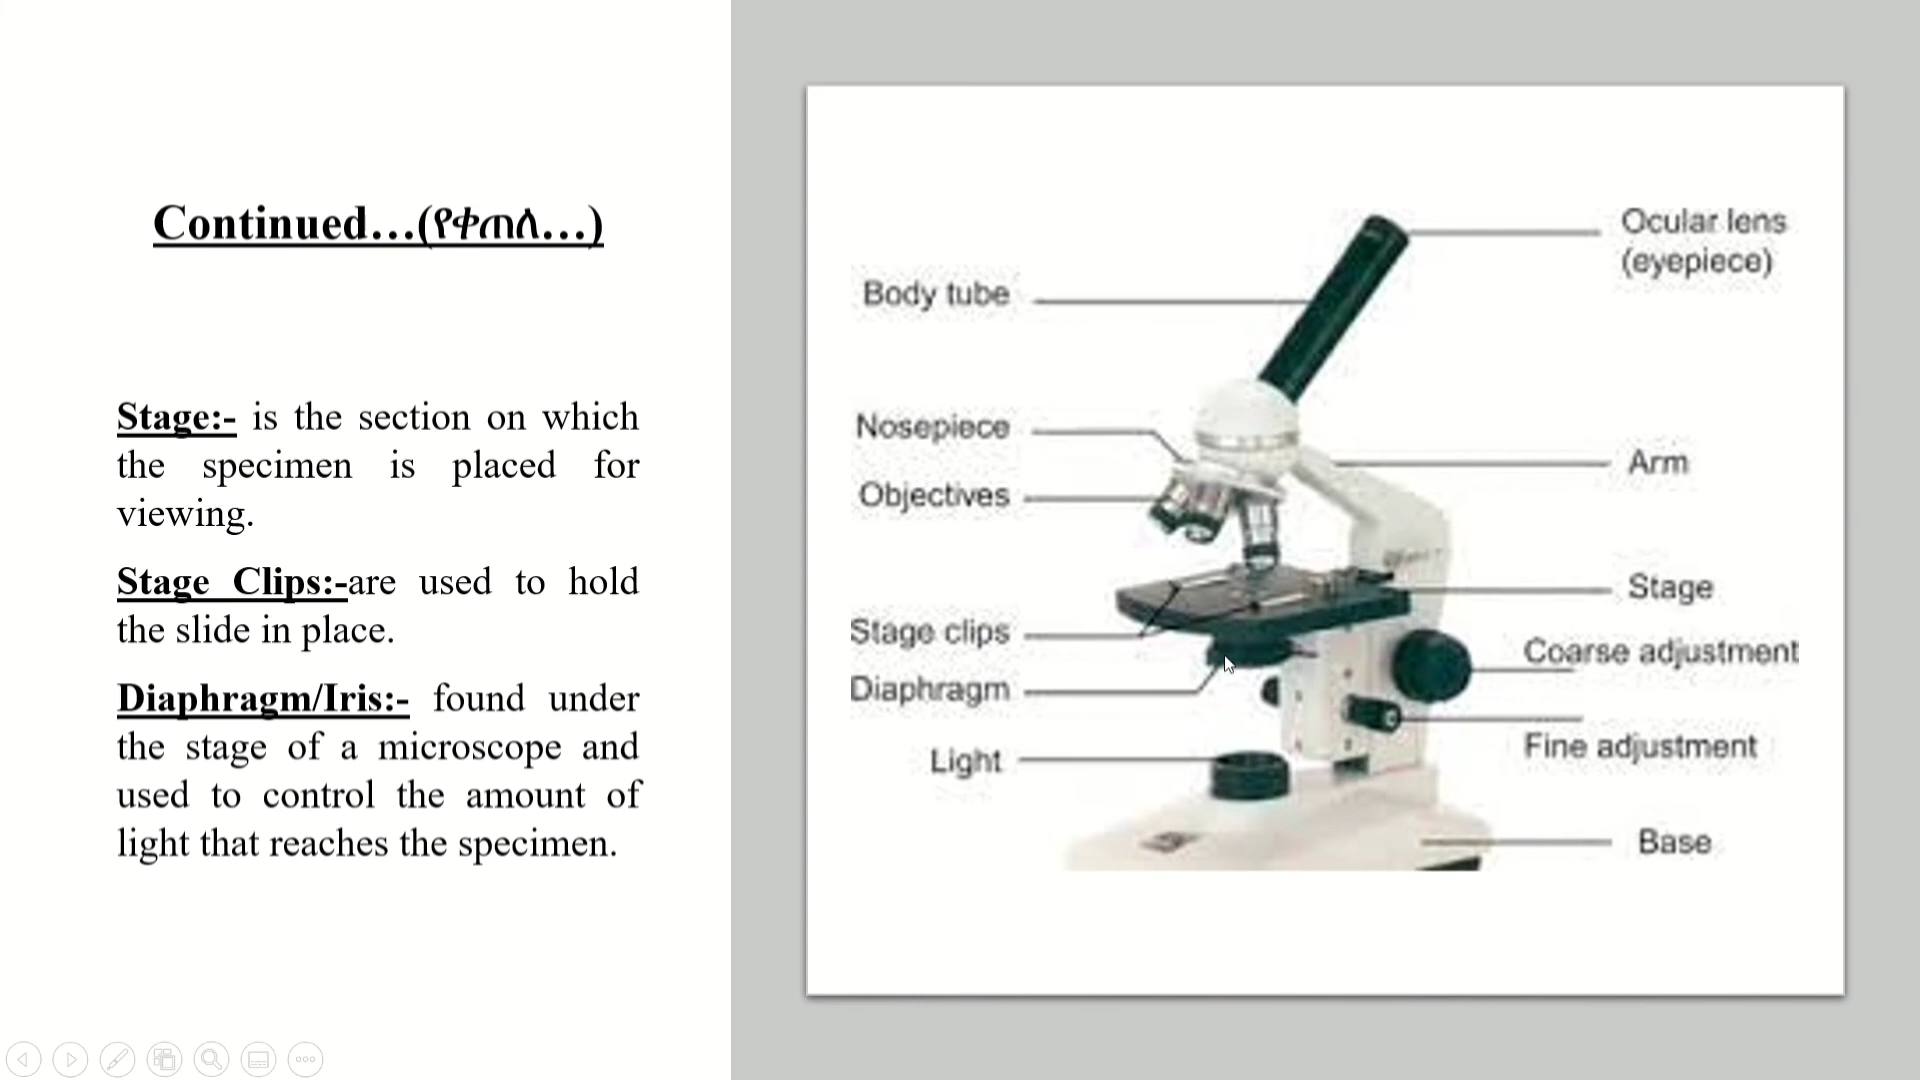 Continued…(የቀጠለ…)
Stage:- is the section on which
the specimen is placed for
viewing.
Stage Clips:-are used to hold
the slide in place.
Diaphragm/Iris:- found under
the stage of a microscope and
used to control the amount of
light that reaches the specimen.
Ocular lens
(eyepiece)
Body tube
Nosepiece
Arm
Objectives
Stage
Stage clips
Coarse adjustment
Diaphragm
Fine adjustment
Light
Base